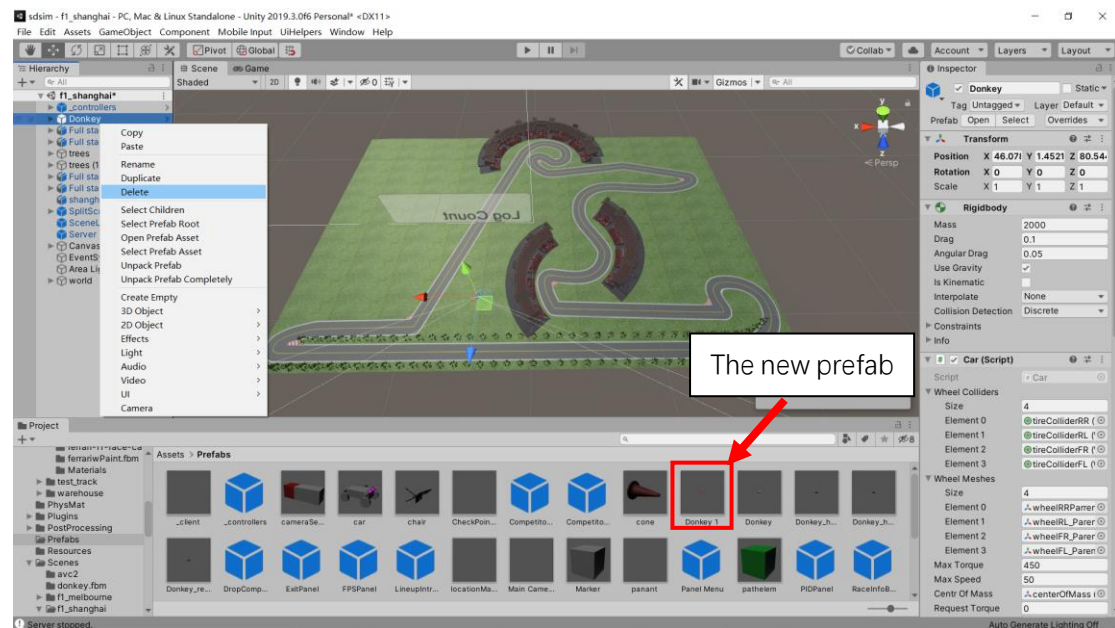 sdsim - f1_shanghai - PC, Mac & Linux Standalone - Unity 2019.3.0f6 Personal* <DX11>
File Edit Assets GameObject Component Mobile Input UiHelpers Window Help
Pivot Global Collab Account Layers Layout
Hierarchy
All
f1_shanghai*
_controllers
Donkey
Full sta
Full sta
trees
trees (1
Full sta
Full sta
shangh
SplitSc
SceneL
Server
Canvas
EventS
Area Li
world
Copy
Paste
Rename
Duplicate
Delete
Select Children
Select Prefab Root
Open Prefab Asset
Select Prefab Asset
Unpack Prefab
Unpack Prefab Completely
Create Empty
3D Object
2D Object
Effects
Light
Audio
Video
UI
Camera
Scene Game
Shaded 2D 0 Gizmos All
y
x
z
Persp
Log Count
The new prefab
Inspector
Donkey Static
Tag Untagged Layer Default
Prefab Open Select Overrides
Transform
Position X 46.071 Y 1.4521 Z 80.54
Rotation X 0 Y 0 Z 0
Scale X 1 Y 1 Z 1
Rigidbody
Mass 2000
Drag 0.1
Angular Drag 0.05
Use Gravity
Is Kinematic
Interpolate None
Collision Detection Discrete
Constraints
Info
Car (Script)
Script Car
Wheel Colliders
Size 4
Element 0 tireColliderRR (
Element 1 tireColliderRL (
Element 2 tireColliderFR (
Element 3 tireColliderFL (
Wheel Meshes
Size 4
Element 0 wheelRRParrer
Element 1 wheelRL_Parer
Element 2 wheelFR_Parer
Element 3 wheelFL_Paren
Max Torque 450
Max Speed 50
Centr Of Mass centerOfMass (
Request Torque 0
Project
8
ferrariwPaint.fbm
Materials
test_track
warehouse
PhysMat
Plugins
PostProcessing
Prefabs
Resources
Scenes
avc2
donkey.fbm
f1_melbourne
f1_shanghai
Assets > Prefabs
_client _controllers cameraSe... car chair CheckPoin... Competito... Competito... cone Donkey 1 Donkey Donkey_h... Donkey_h...
Donkey_re... DropComp... ExitPanel FPSPanel LineupIntr... locationMa... Main Came... Marker panant Panel Menu pathelem PIDPanel RaceInfoB...
Server stopped.
Auto Generate Lighting Off